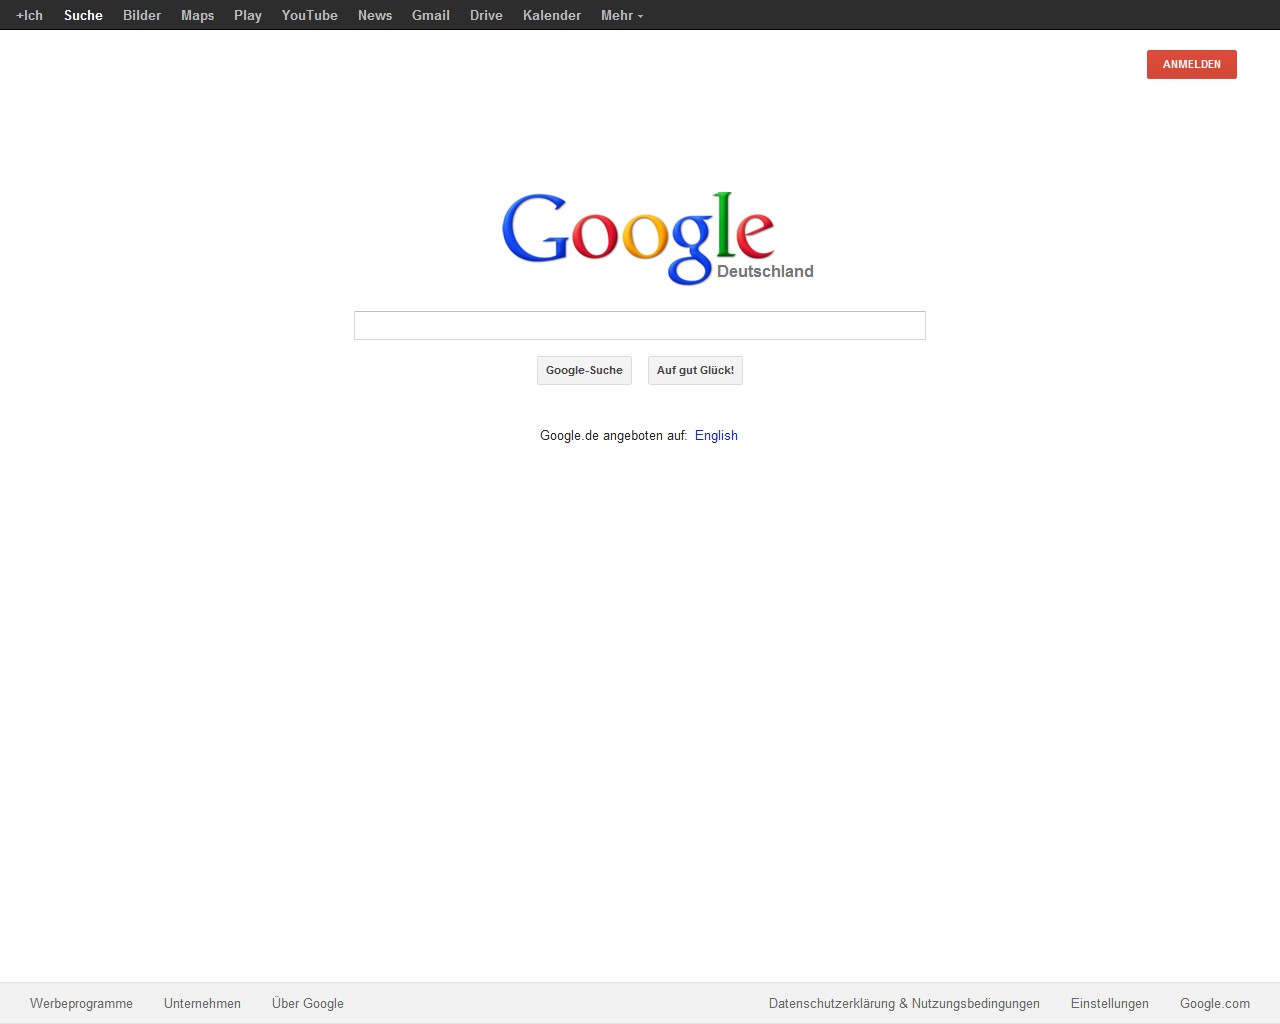 +Ich Suche Bilder Maps Play YouTube News Gmail Drive Kalender Mehr
ANMELDEN
Google
Deutschland
Google-Suche Auf gut Glück!
Google.de angeboten auf: English
Werbeprogramme Unternehmen Über Google Datenschutzerklärung & Nutzungsbedingungen Einstellungen Google.com